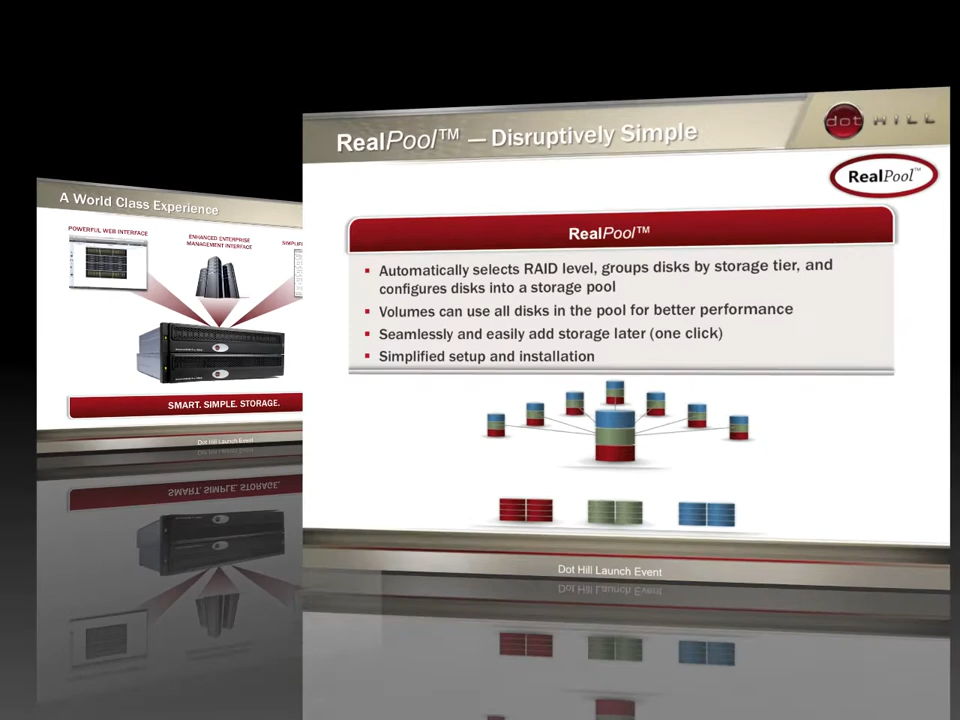 A World Class Experience
POWERFUL WEB INTERFACE
ENHANCED ENTERPRISE
MANAGEMENT INTERFACE
SMART. SIMPLE. STORAGE.
Dot Hill Launch Event
RealPool™ — Disruptively Simple
dot HILL
RealPool™
RealPool™
▪ Automatically selects RAID level, groups disks by storage tier, and
configures disks into a storage pool
▪ Volumes can use all disks in the pool for better performance
▪ Seamlessly and easily add storage later (one click)
▪ Simplified setup and installation
Dot Hill Launch Event